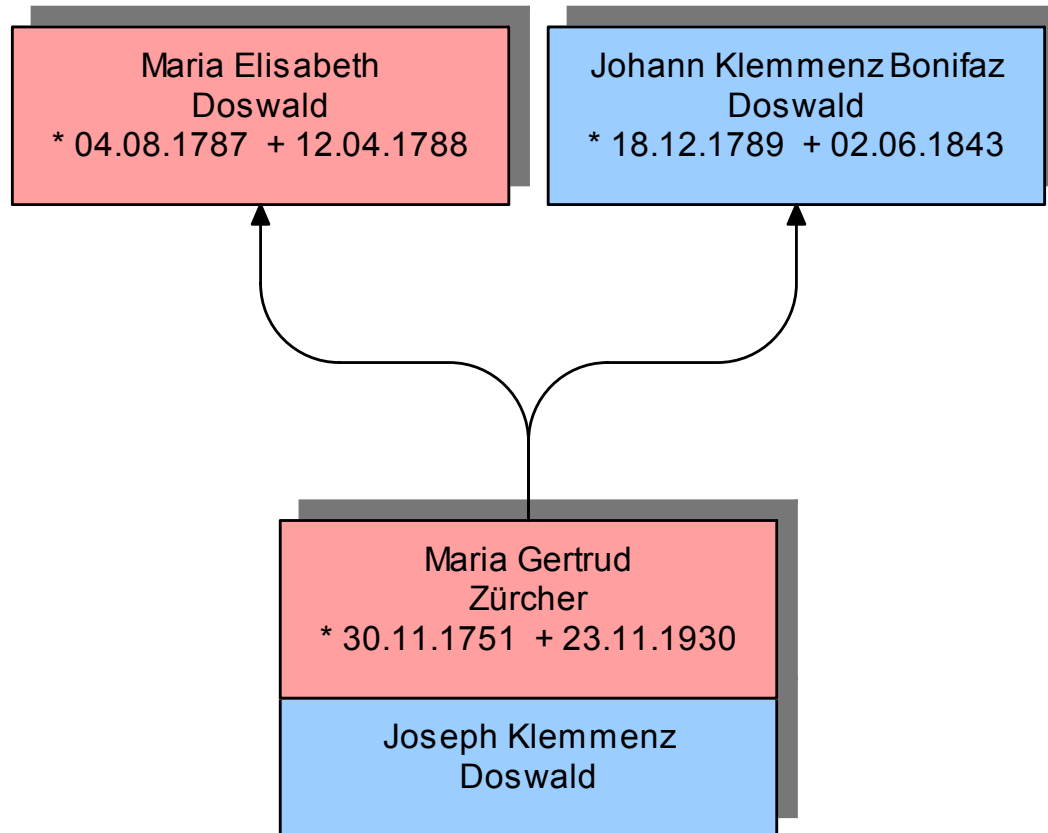 Maria Elisabeth
Doswald
* 04.08.1787 + 12.04.1788
Johann Klemmenz Bonifaz
Doswald
* 18.12.1789 + 02.06.1843
Maria Gertrud
Zürcher
* 30.11.1751 + 23.11.1930
Joseph Klemmenz
Doswald